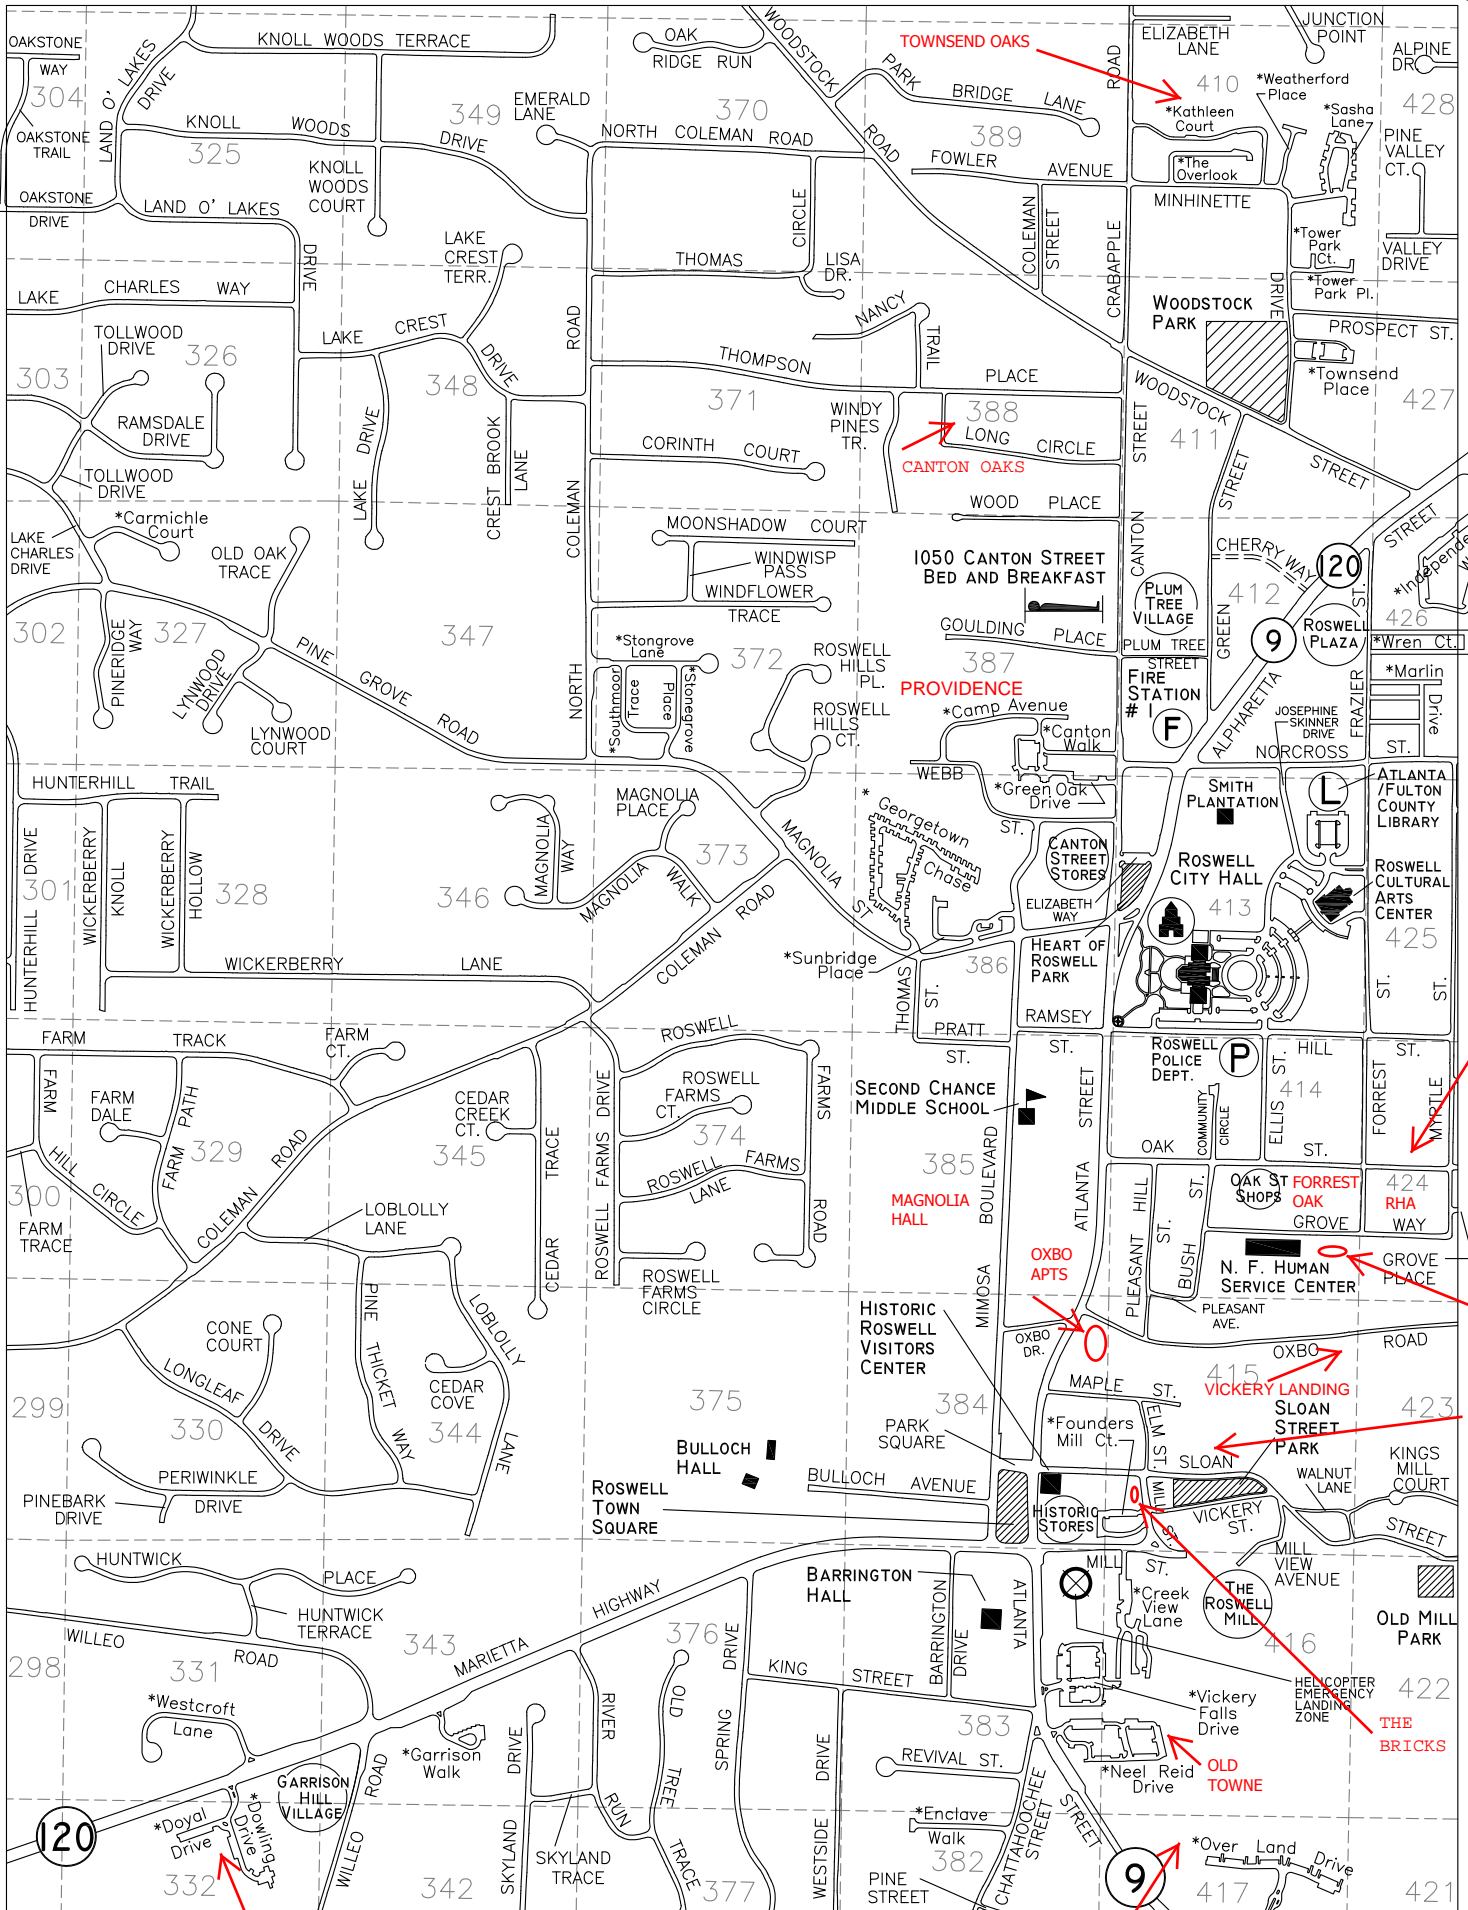 OAKSTONE
WAY
304
OAKSTONE
TRAIL
OAKSTONE
DRIVE
LAND O' LAKES
DRIVE
KNOLL WOODS TERRACE
KNOLL WOODS DRIVE
325
349
KNOLL
WOODS
COURT
LAND O' LAKES
DRIVE
EMERALD
LANE
OAK
RIDGE RUN
370
NORTH COLEMAN ROAD
WOODSTOCK
ROAD
PARK BRIDGE LANE
389
FOWLER AVENUE
TOWNSEND OAKS
CRABAPPLE
ROAD
ELIZABETH
LANE
410
JUNCTION
POINT
ALPINE
DR.
428
*Weatherford
Place
*Sasha
Lane
*Kathleen
Court
*The
Overlook
PINE
VALLEY
CT.
MINHINETTE
DRIVE
*Tower
Park
Ct.
*Tower
Park Pl.
VALLEY
DRIVE
PROSPECT ST.
*Townsend
Place
427
WOODSTOCK
PARK
COLEMAN
STREET
CIRCLE
THOMAS
LISA
DR.
LAKE
CREST
TERR.
LAKE CHARLES WAY
TOLLWOOD
DRIVE
326
303
RAMSDALE
DRIVE
TOLLWOOD
DRIVE
LAKE CREST DRIVE
348
LAKE DRIVE
CREST BROOK
LANE
NORTH COLEMAN ROAD
NANCY
TRAIL
THOMPSON PLACE
371
WINDY
PINES
TR.
388
LONG CIRCLE
CANTON OAKS
CORINTH COURT
WOOD PLACE
CANTON STREET
WOODSTOCK STREET
411
GREEN STREET
CHERRY WAY
120
412
9
ALPHARETTA STREET
*Independence
426
ROSWELL
PLAZA
*Wren Ct.
*Marlin
Drive
FRAZIER ST.
LAKE
CHARLES
DRIVE
*Carmichle
Court
OLD OAK
TRACE
302
327
PINERIDGE
WAY
LYNWOOD
DRIVE
LYNWOOD
COURT
PINE GROVE ROAD
347
MOONSHADOW COURT
WINDWISP
PASS
WINDFLOWER
TRACE
*Stongrove
Lane
*Southmoor
Trace
*Stonegrove
Place
372
ROSWELL
HILLS
PL.
ROSWELL
HILLS
CT.
1050 CANTON STREET
BED AND BREAKFAST
GOULDING PLACE
387
PROVIDENCE
PLUM
TREE
VILLAGE
PLUM TREE
STREET
FIRE
STATION
# 1
F
*Camp Avenue
*Canton
Walk
WEBB
ST.
*Green Oak
Drive
JOSEPHINE
SKINNER
DRIVE
NORCROSS ST.
SMITH
PLANTATION
L
ATLANTA
/FULTON
COUNTY
LIBRARY
HUNTERHILL TRAIL
HUNTERHILL DRIVE
301
WICKERBERRY
KNOLL
WICKERBERRY
HOLLOW
328
WICKERBERRY LANE
346
MAGNOLIA
PLACE
MAGNOLIA
WAY
MAGNOLIA WALK
373
COLEMAN ROAD
MAGNOLIA ST
* Georgetown
Chase
CANTON
STREET
STORES
ELIZABETH
WAY
HEART OF
ROSWELL
PARK
ROSWELL
CITY HALL
413
ROSWELL
CULTURAL
ARTS
CENTER
425
*Sunbridge
Place
386
THOMAS
ST.
PRATT
ST.
RAMSEY
ST.
ST.
ST.
FARM TRACK
FARM
CT.
FARM
DALE
FARM PATH
329
FARM
HILL
CIRCLE
300
FARM
TRACE
COLEMAN ROAD
CEDAR
CREEK
CT.
345
CEDAR TRACE
LOBLOLLY
LANE
ROSWELL FARMS DRIVE
ROSWELL FARMS ROAD
ROSWELL
FARMS
CT.
374
ROSWELL FARMS
LANE
ROSWELL
FARMS
CIRCLE
SECOND CHANCE
MIDDLE SCHOOL
385
MAGNOLIA
HALL
MIMOSA BOULEVARD
ATLANTA STREET
ROSWELL
POLICE
DEPT.
P
HILL ST.
414
ELLIS ST.
COMMUNITY
CIRCLE
FORREST
MYRTLE
OAK ST.
OAK ST
SHOPS
FORREST
OAK
424
RHA
GROVE WAY
PLEASANT HILL
ST.
BUSH ST.
N. F. HUMAN
SERVICE CENTER
GROVE
PLACE
PLEASANT
AVE.
OXBO
APTS
OXBO
DR.
OXBO ROAD
415
VICKERY LANDING
423
HISTORIC
ROSWELL
VISITORS
CENTER
384
MAPLE ST.
*Founders
Mill Ct.
ELM ST.
SLOAN
STREET
SLOAN
STREET
PARK
KINGS
MILL
COURT
WALNUT
LANE
VICKERY
ST.
MILL
VIEW
AVENUE
MILL ST.
PARK
SQUARE
CONE
COURT
299
LONGLEAF DRIVE
330
PERIWINKLE
DRIVE
PINEBARK
DRIVE
PINE THICKET WAY
LOBLOLLY LANE
CEDAR
COVE
344
375
BULLOCH
HALL
BULLOCH AVENUE
ROSWELL
TOWN
SQUARE
HISTORIC
STORES
HUNTWICK PLACE
HUNTWICK
TERRACE
WILLEO ROAD
298
331
343
MARIETTA HIGHWAY
BARRINGTON
HALL
BARRINGTON
DRIVE
ATLANTA STREET
MILL ST.
*Creek
View
Lane
THE
ROSWELL
MILL
416
OLD MILL
PARK
HELICOPTER
EMERGENCY
LANDING
ZONE
422
THE
BRICKS
376
KING STREET
SPRING DRIVE
OLD TREE TRACE
RIVER RUN
*Westcroft
Lane
*Garrison
Walk
GARRISON
HILL
VILLAGE
WILLEO ROAD
120
*Doyal
Drive
*Dowling
Drive
332
342
SKYLAND DRIVE
SKYLAND
TRACE
377
WESTSIDE DRIVE
383
REVIVAL ST.
*Vickery
Falls
Drive
*Neel Reid
Drive
OLD
TOWNE
*Enclave
Walk
382
PINE
STREET
CHATTAHOOCHEE
STREET
9
*Over Land Drive
417
421